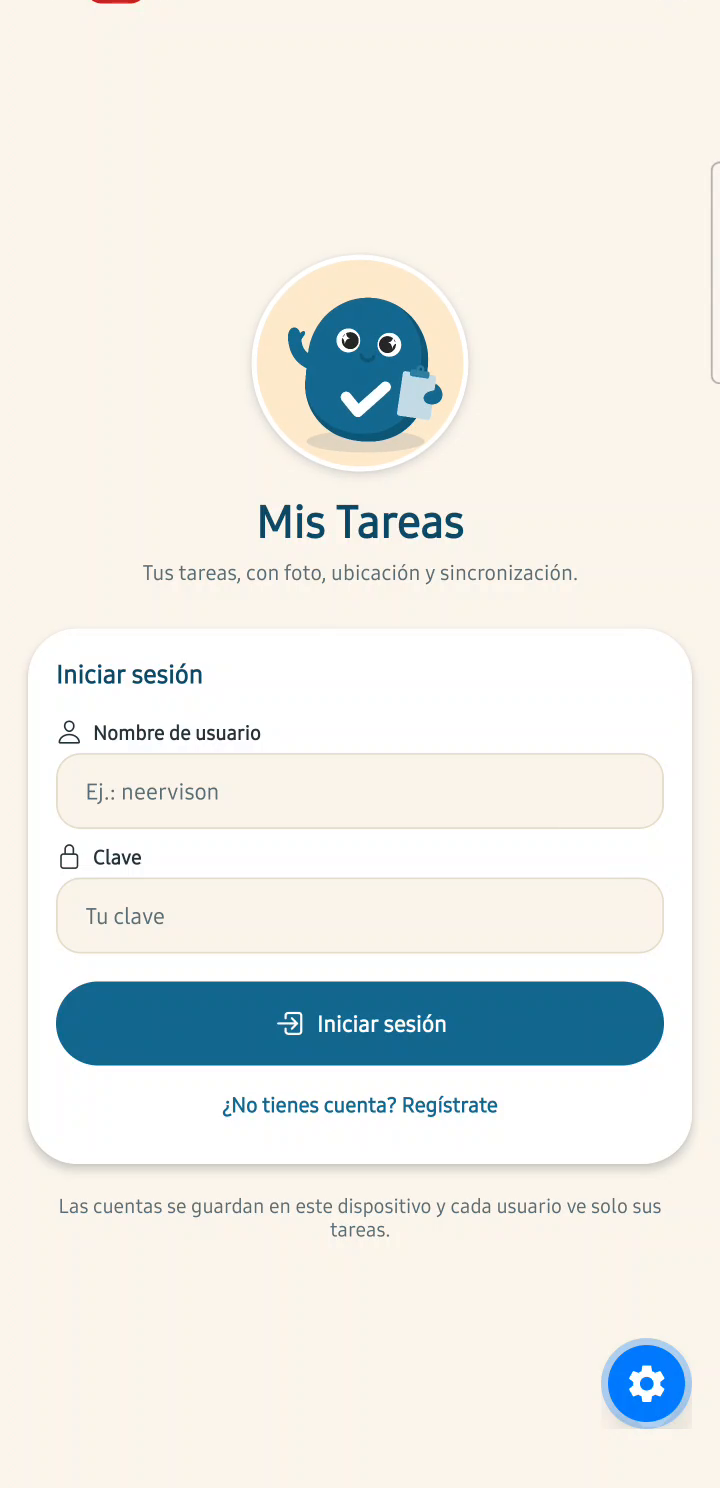 Mis Tareas
Tus tareas, con foto, ubicación y sincronización.
Iniciar sesión
Nombre de usuario
Ej.: neervison
Clave
Tu clave
Iniciar sesión
¿No tienes cuenta? Regístrate
Las cuentas se guardan en este dispositivo y cada usuario ve solo sus
tareas.